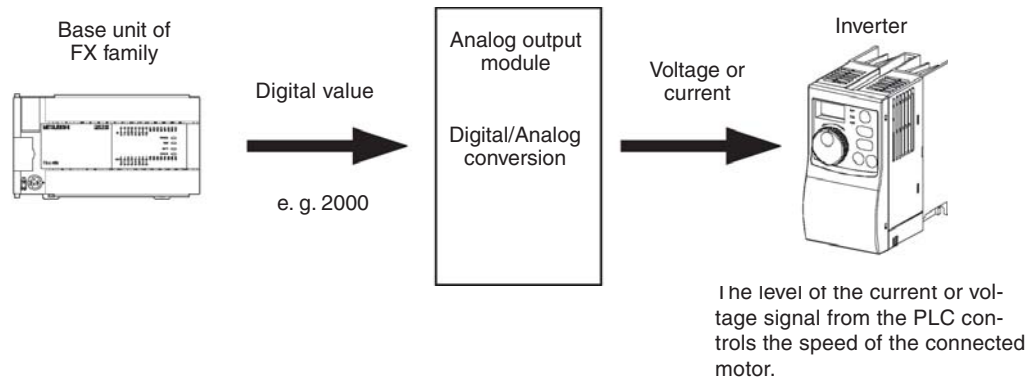 Base unit of
FX family
MITSUBISHI
Digital value
e. g. 2000
Analog output
module
Digital/Analog
conversion
Voltage or
current
Inverter
The level of the current or vol-
tage signal from the PLC con-
trols the speed of the connected
motor.